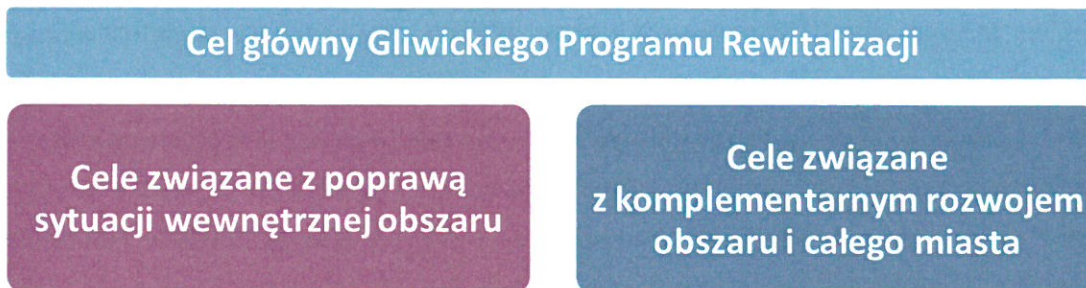 Cel główny Gliwickiego Programu Rewitalizacji
Cele związane z poprawą
sytuacji wewnętrznej obszaru
Cele związane
z komplementarnym rozwojem
obszaru i całego miasta